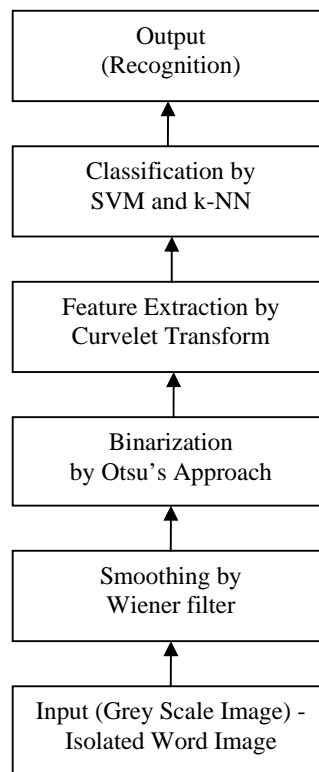 Output
(Recognition)
Classification by
SVM and k-NN
Feature Extraction by
Curvelet Transform
Binarization
by Otsu's Approach
Smoothing by
Wiener filter
Input (Grey Scale Image) -
Isolated Word Image